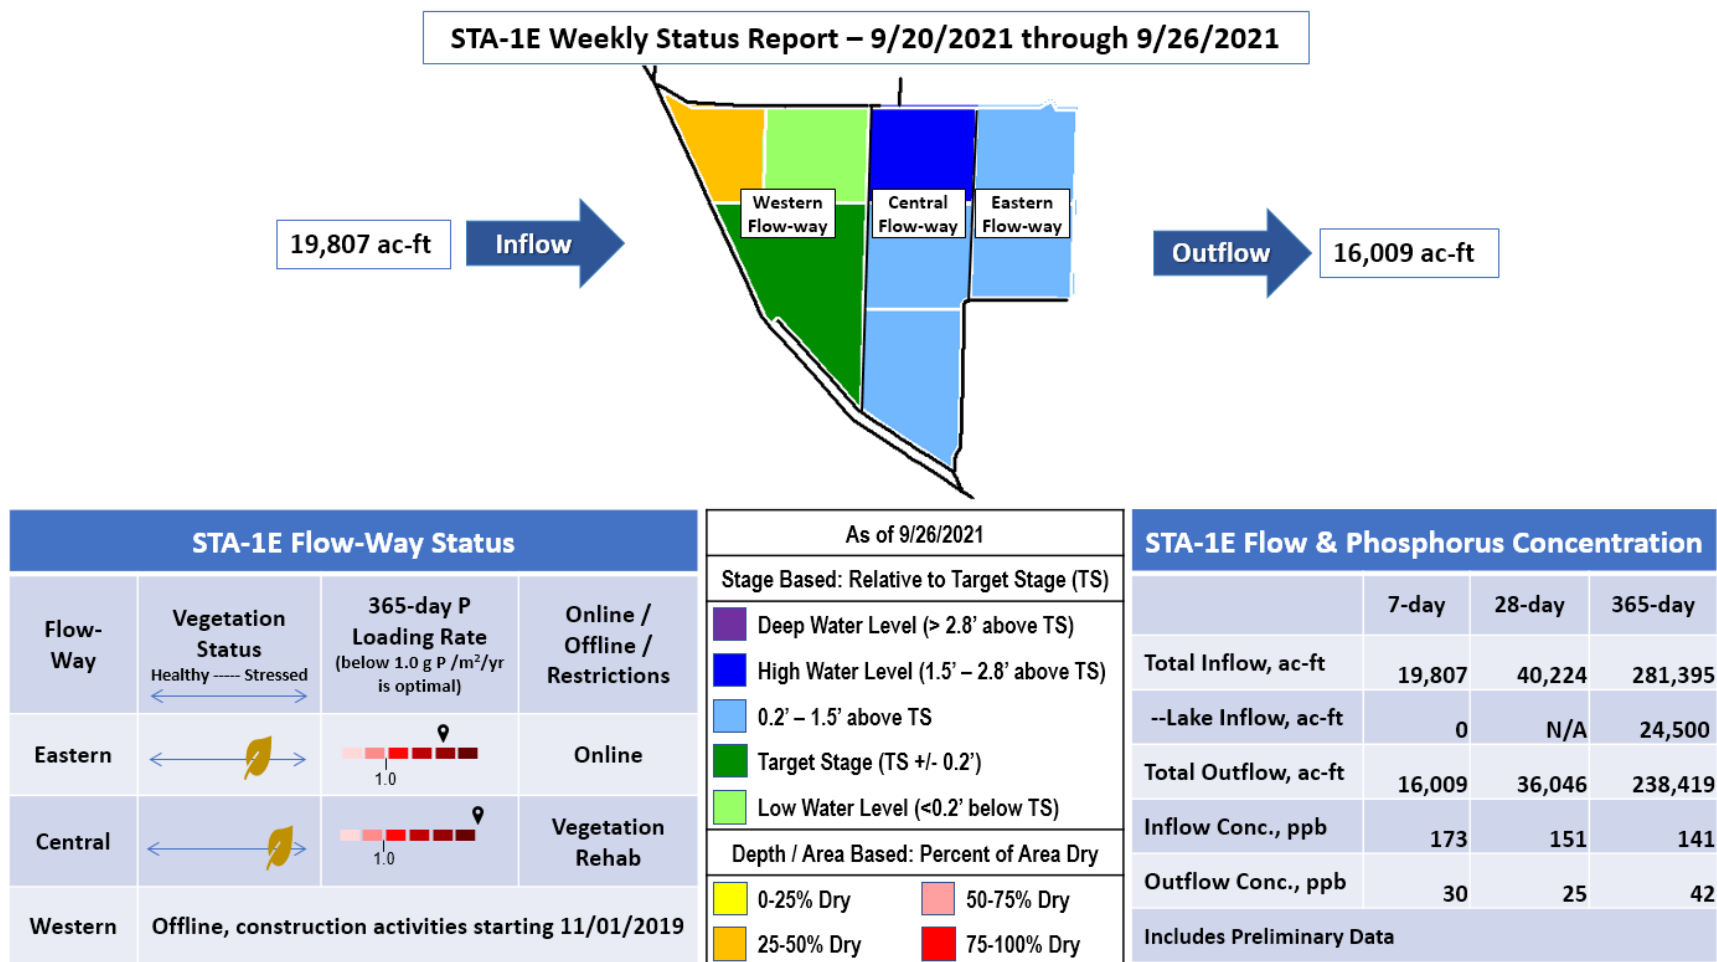 STA-1E Weekly Status Report – 9/20/2021 through 9/26/2021
Western
Flow-way
Central
Flow-way
Eastern
Flow-way
19,807 ac-ft
Inflow
Outflow
16,009 ac-ft
STA-1E Flow-Way Status
Flow-
Way
Vegetation
Status
Healthy ----- Stressed
365-day P
Loading Rate
(below 1.0 g P /m²/yr
is optimal)
Online /
Offline /
Restrictions
Eastern
1.0
Online
Central
1.0
Vegetation
Rehab
Western
Offline, construction activities starting 11/01/2019
As of 9/26/2021
Stage Based: Relative to Target Stage (TS)
Deep Water Level (> 2.8’ above TS)
High Water Level (1.5’ – 2.8’ above TS)
0.2’ – 1.5’ above TS
Target Stage (TS +/- 0.2’)
Low Water Level (<0.2’ below TS)
Depth / Area Based: Percent of Area Dry
0-25% Dry
50-75% Dry
25-50% Dry
75-100% Dry
STA-1E Flow & Phosphorus Concentration
7-day 28-day 365-day
Total Inflow, ac-ft 19,807 40,224 281,395
--Lake Inflow, ac-ft 0 N/A 24,500
Total Outflow, ac-ft 16,009 36,046 238,419
Inflow Conc., ppb 173 151 141
Outflow Conc., ppb 30 25 42
Includes Preliminary Data